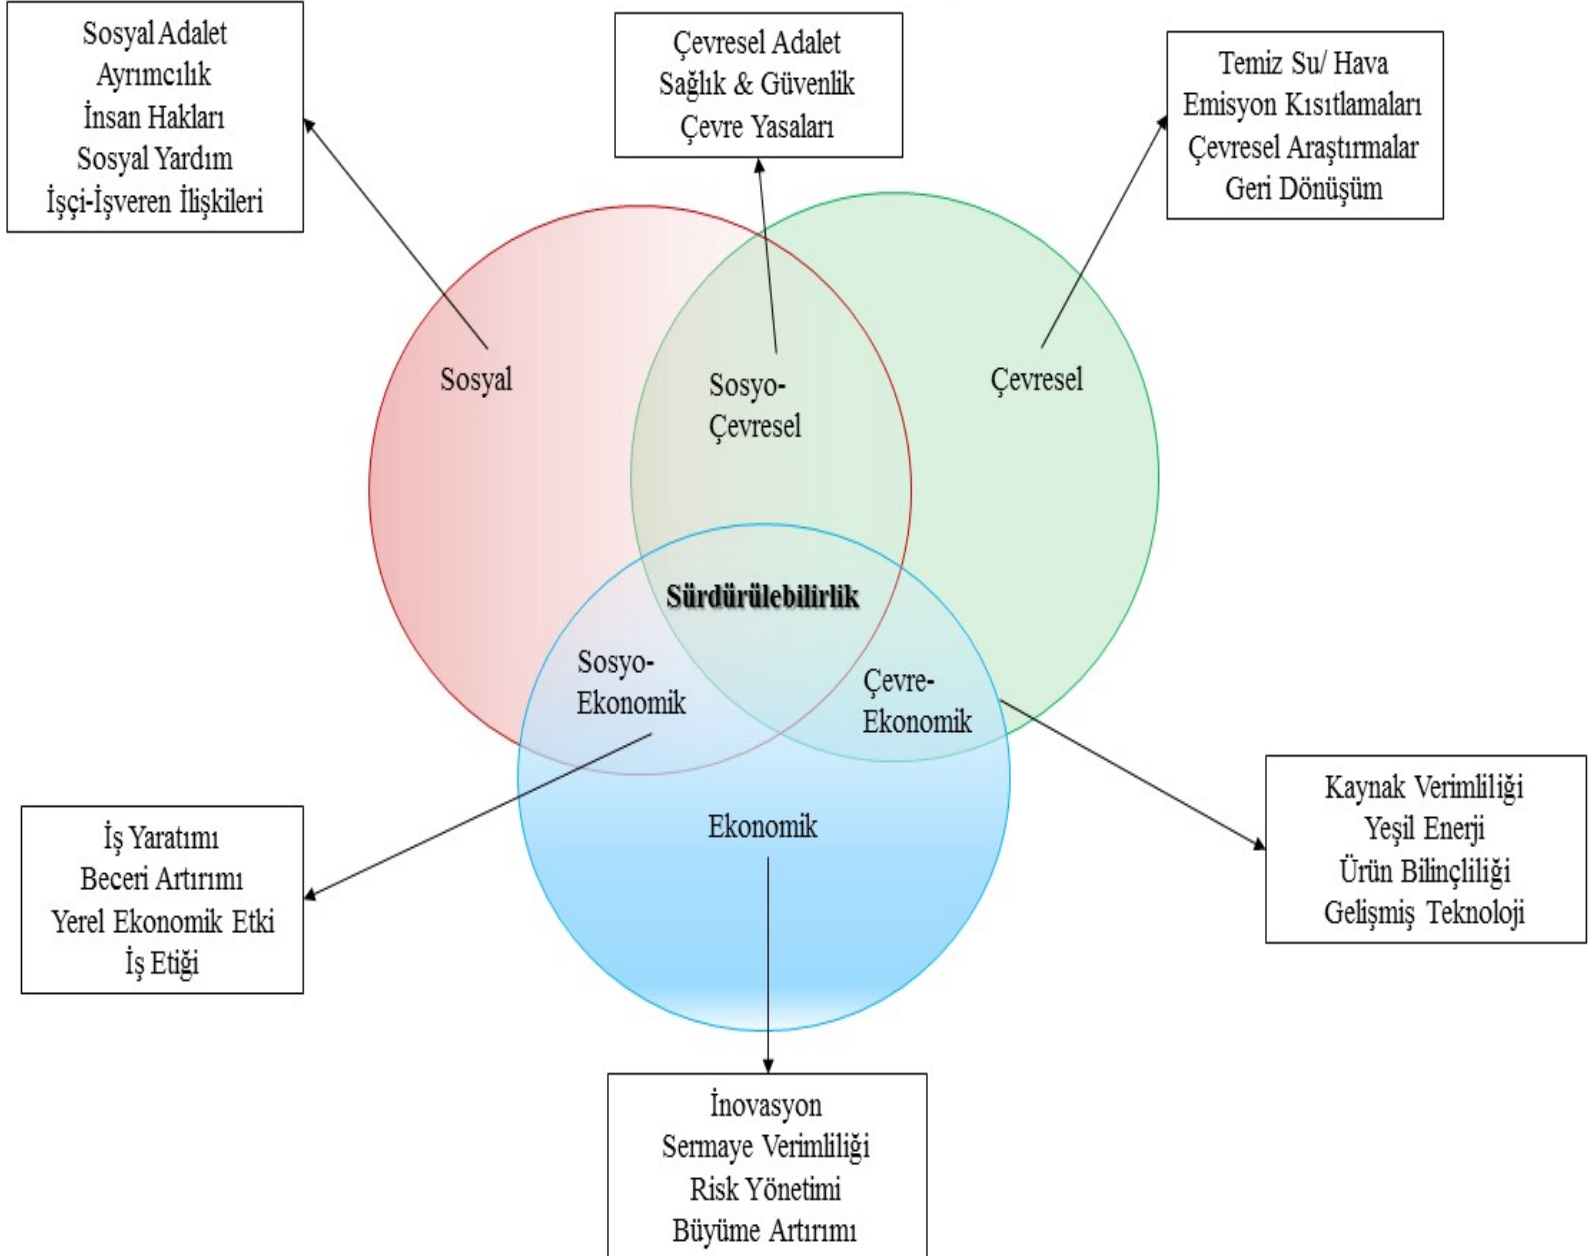 Sosyal Adalet
Ayrımcılık
İnsan Hakları
Sosyal Yardım
İşçi-İşveren İlişkileri
Çevresel Adalet
Sağlık & Güvenlik
Çevre Yasaları
Temiz Su/ Hava
Emisyon Kısıtlamaları
Çevresel Araştırmalar
Geri Dönüşüm
Sosyal
Sosyo-
Çevresel
Çevresel
Sürdürülebilirlik
Sosyo-
Ekonomik
Çevre-
Ekonomik
Ekonomik
İş Yaratımı
Beceri Artırımı
Yerel Ekonomik Etki
İş Etiği
Kaynak Verimliliği
Yeşil Enerji
Ürün Bilinçliliği
Gelişmiş Teknoloji
İnovasyon
Sermaye Verimliliği
Risk Yönetimi
Büyüme Artırımı